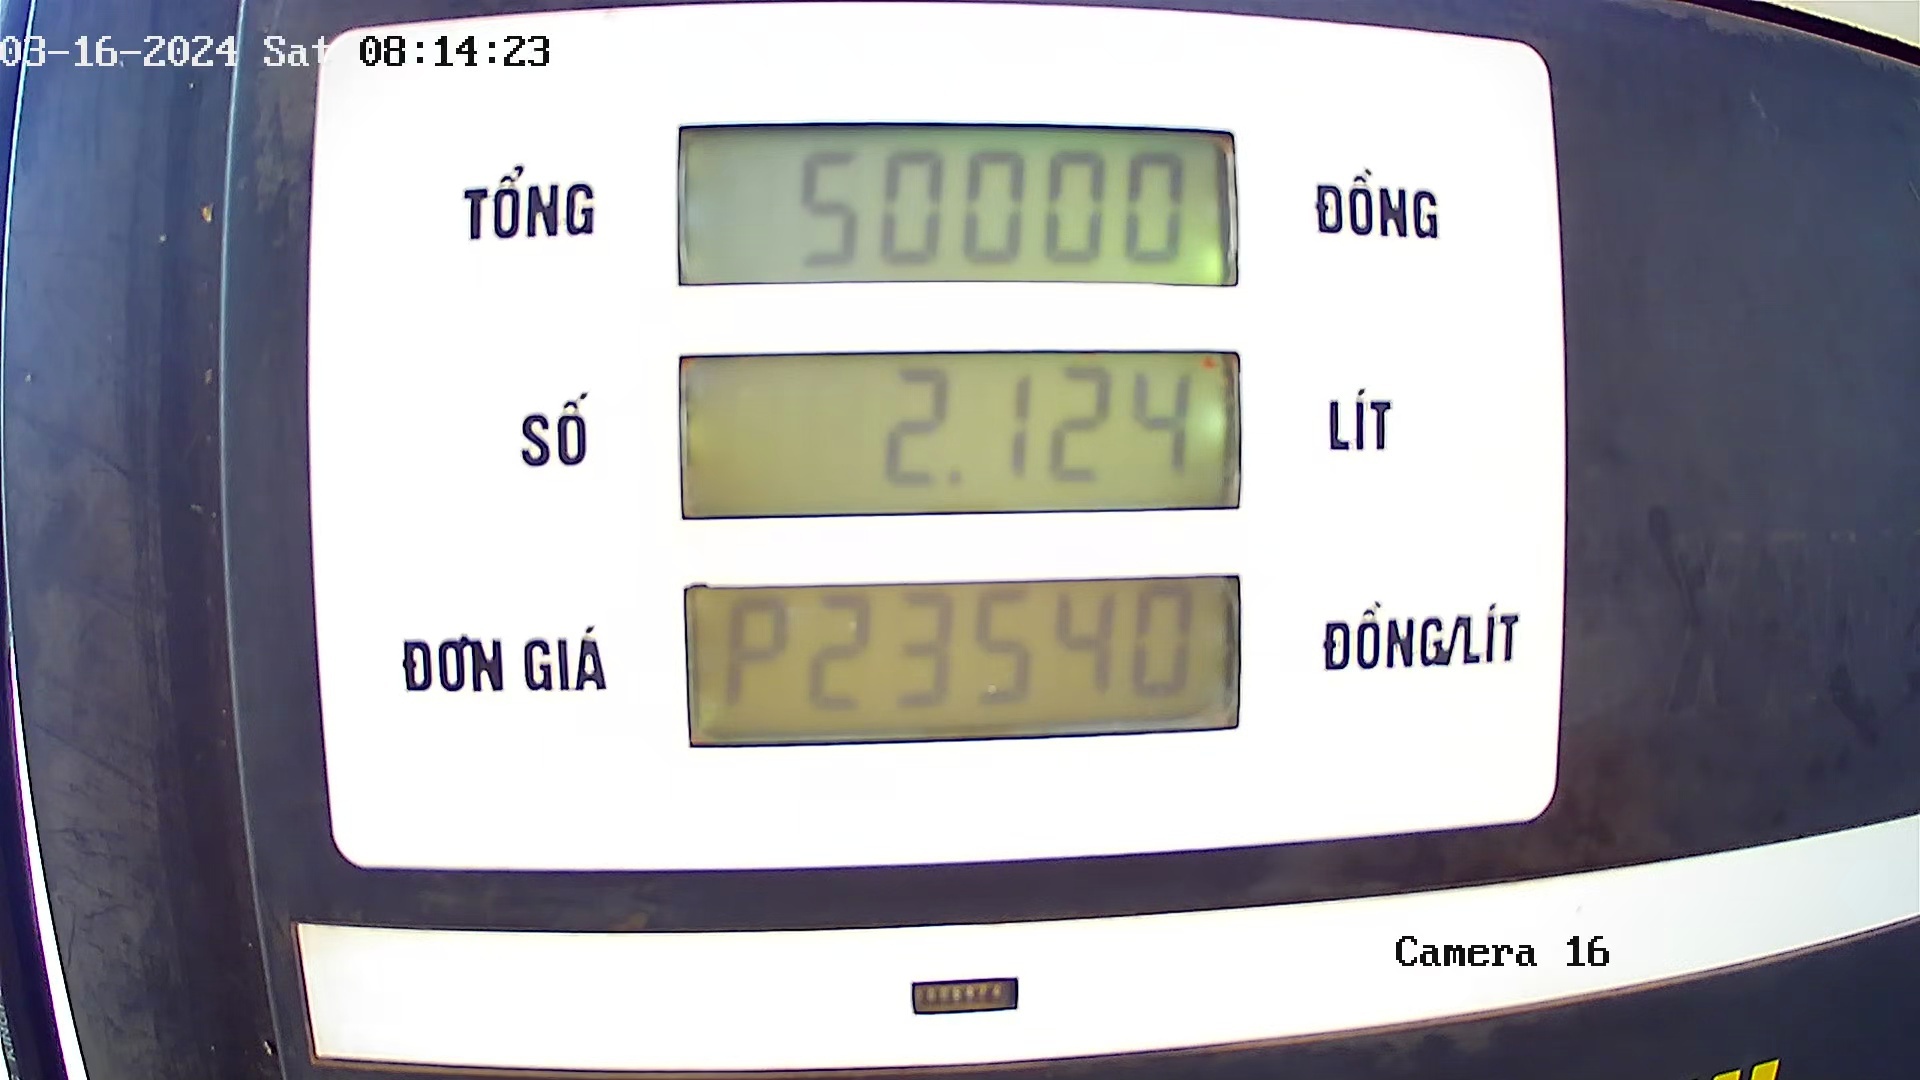 03-16-2024 Sat 08:14:23
TỔNG 50000 ĐỒNG
SỐ 2.124 LÍT
ĐƠN GIÁ P23540 ĐỒNG/LÍT
Camera 16